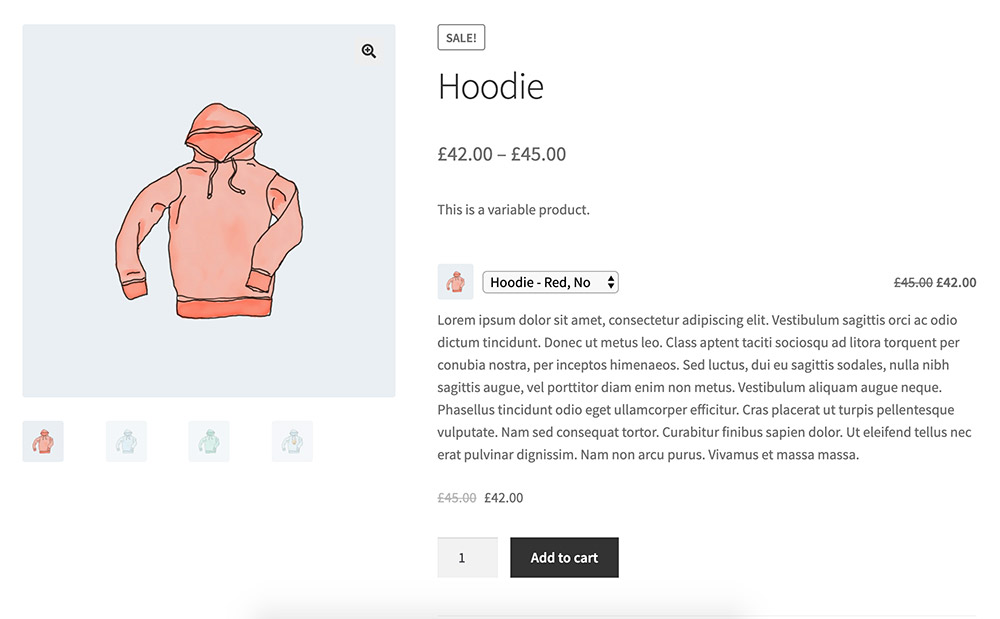 SALE!
Hoodie
£42.00 – £45.00
This is a variable product.
Hoodie - Red, No
£45.00 £42.00
Lorem ipsum dolor sit amet, consectetur adipiscing elit. Vestibulum sagittis orci ac odio
dictum tincidunt. Donec ut metus leo. Class aptent taciti sociosqu ad litora torquent per
conubia nostra, per inceptos himenaeos. Sed luctus, dui eu sagittis sodales, nulla nibh
sagittis augue, vel porttitor diam enim non metus. Vestibulum aliquam augue neque.
Phasellus tincidunt odio eget ullamcorper efficitur. Cras placerat ut turpis pellentesque
vulputate. Nam sed consequat tortor. Curabitur finibus sapien dolor. Ut eleifend tellus nec
erat pulvinar dignissim. Nam non arcu purus. Vivamus et massa massa.
£45.00 £42.00
1
Add to cart